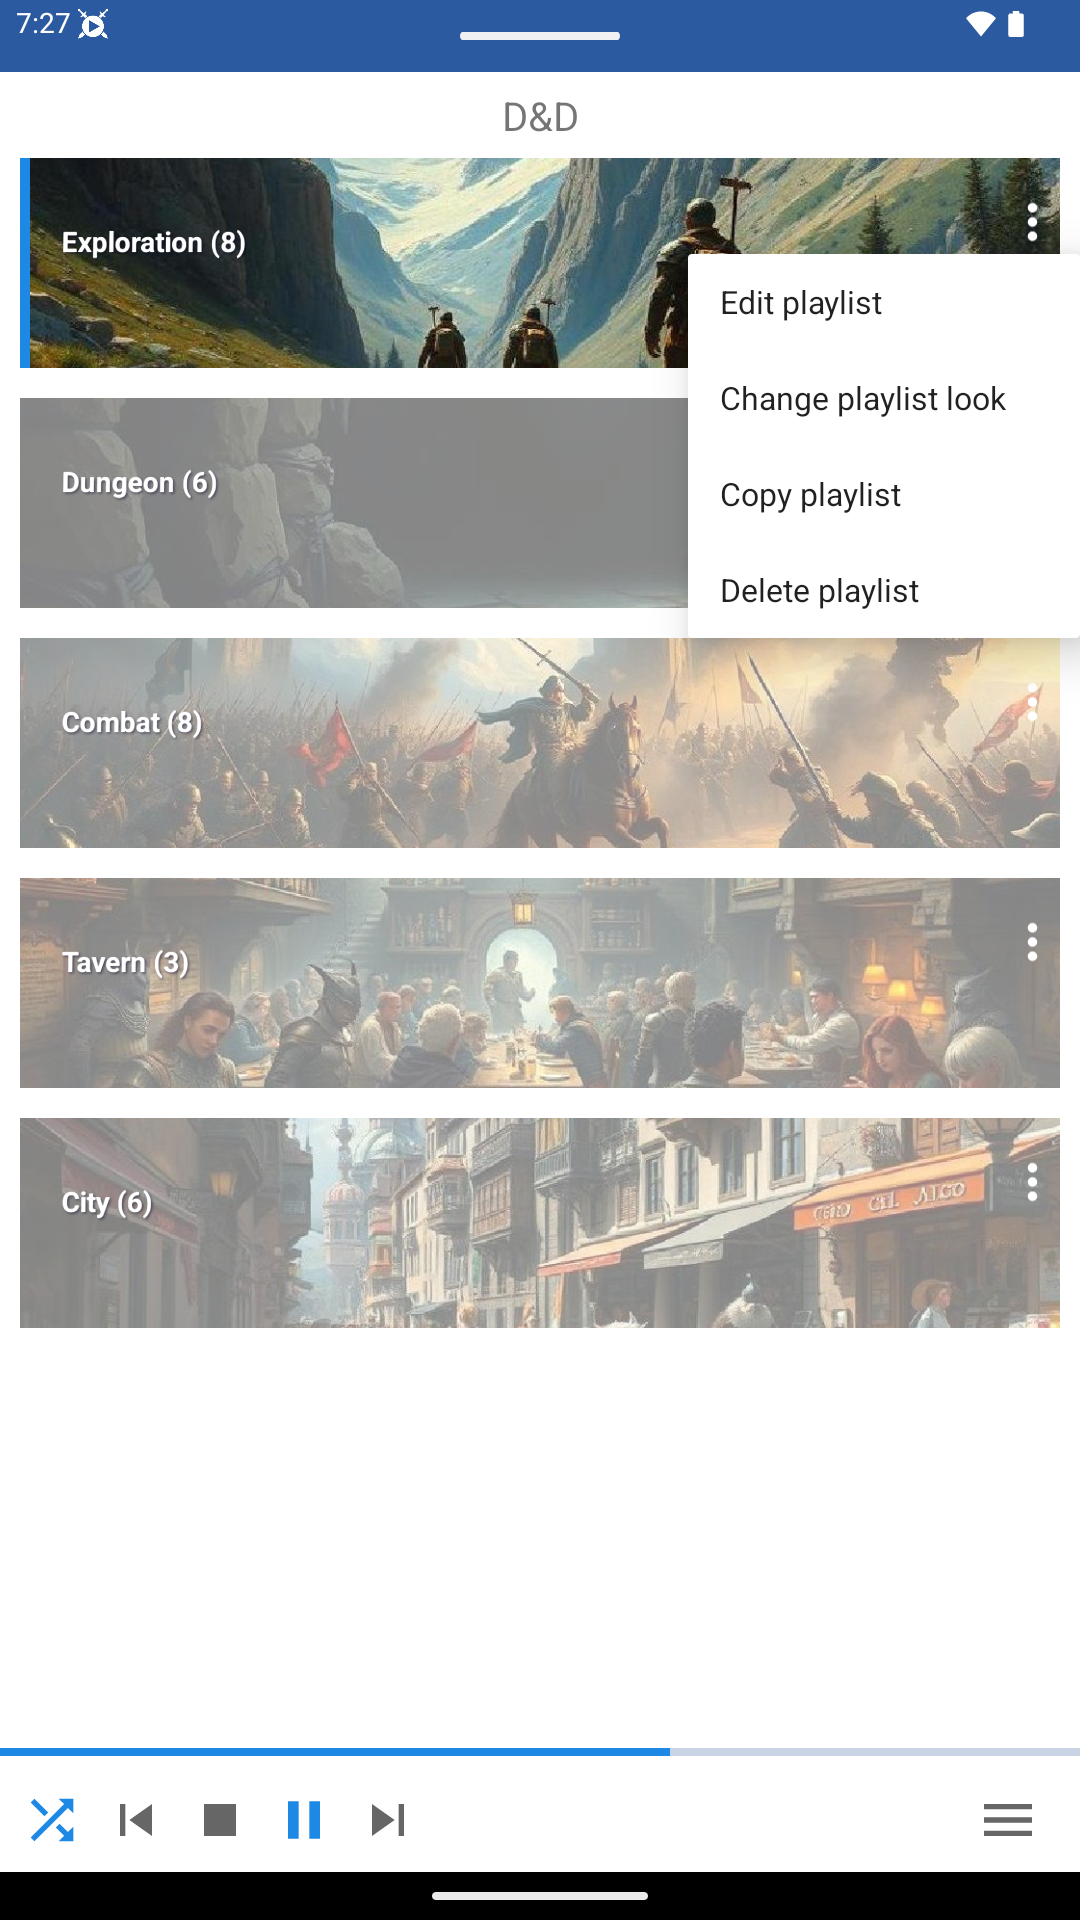 7:27
D&D
Exploration (8)
Edit playlist
Change playlist look
Dungeon (6)
Copy playlist
Delete playlist
Combat (8)
Tavern (3)
City (6)